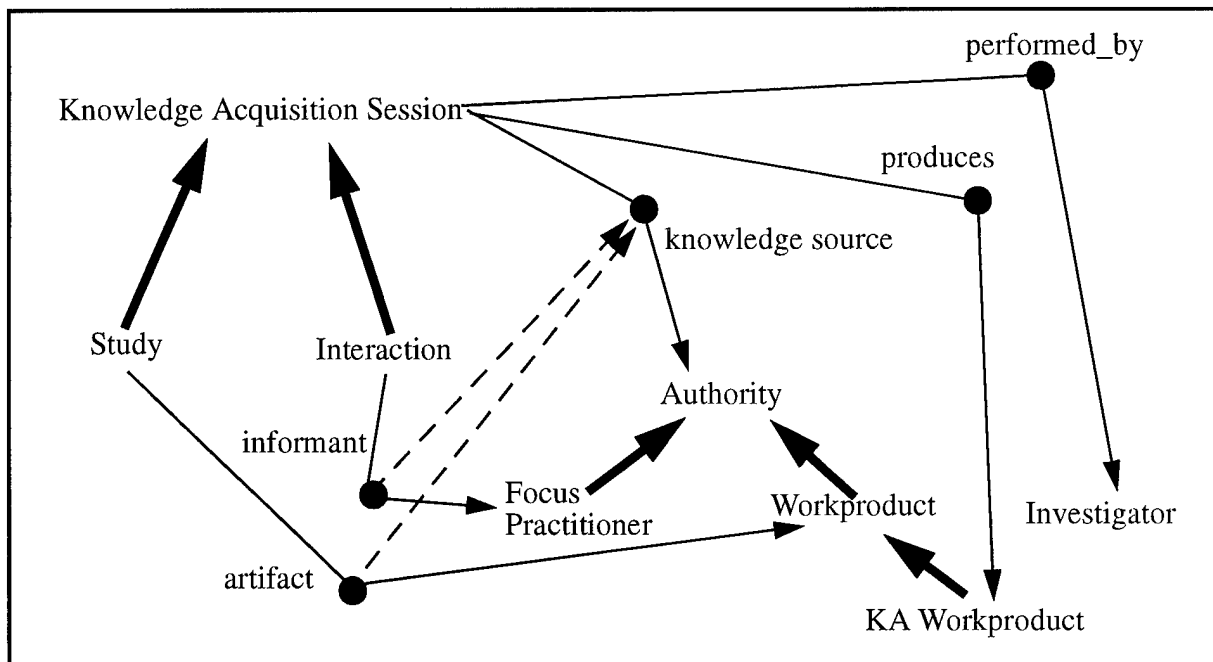 performed_by
Knowledge Acquisition Session
produces
knowledge source
Study
Interaction
Authority
informant
Focus
Practitioner
Workproduct
Investigator
artifact
KA Workproduct